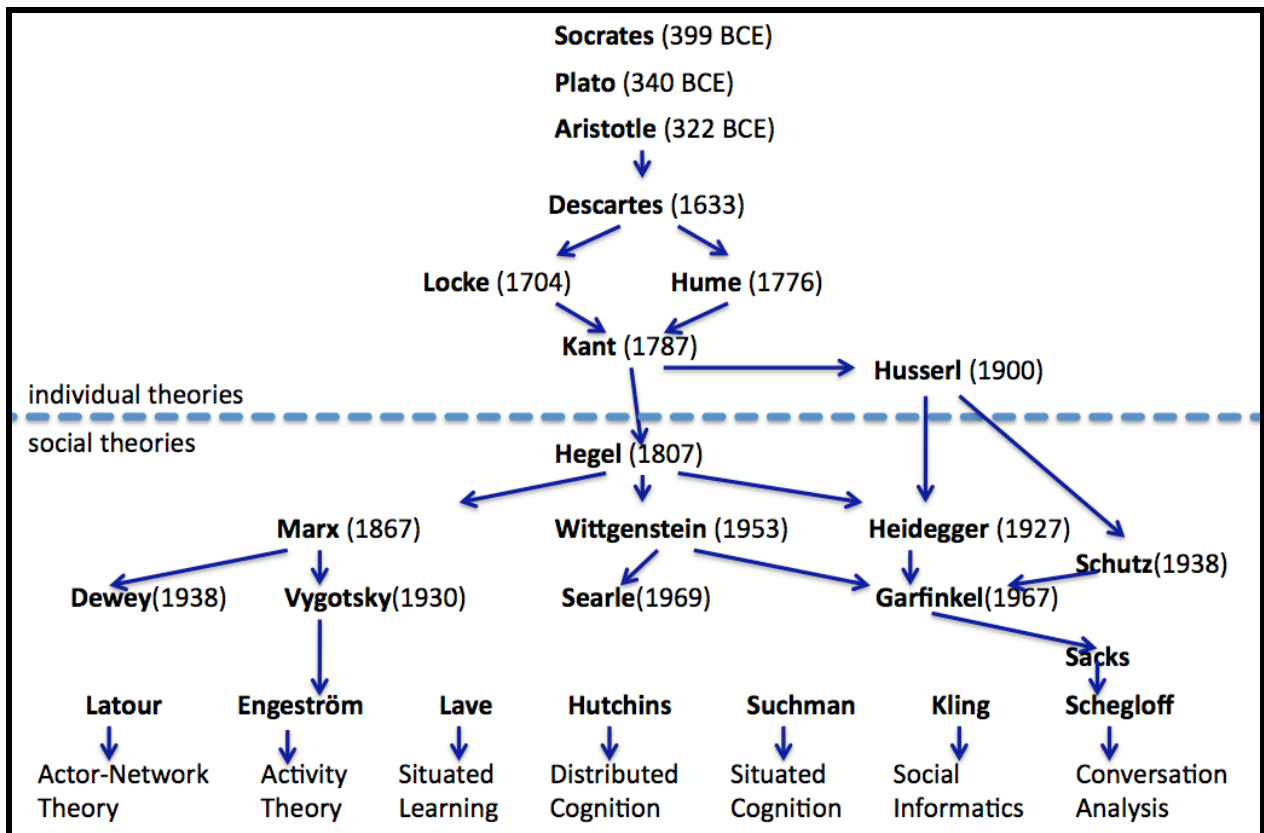 Socrates (399 BCE)
Plato (340 BCE)
Aristotle (322 BCE)
Descartes (1633)
Locke (1704)
Hume (1776)
Kant (1787)
Husserl (1900)
individual theories
social theories
Hegel (1807)
Marx (1867)
Wittgenstein (1953)
Heidegger (1927)
Schutz(1938)
Dewey(1938)
Vygotsky(1930)
Searle(1969)
Garfinkel(1967)
Sacks
Latour
Engeström
Lave
Hutchins
Suchman
Kling
Schegloff
Actor-Network
Theory
Activity
Theory
Situated
Learning
Distributed
Cognition
Situated
Cognition
Social
Informatics
Conversation
Analysis